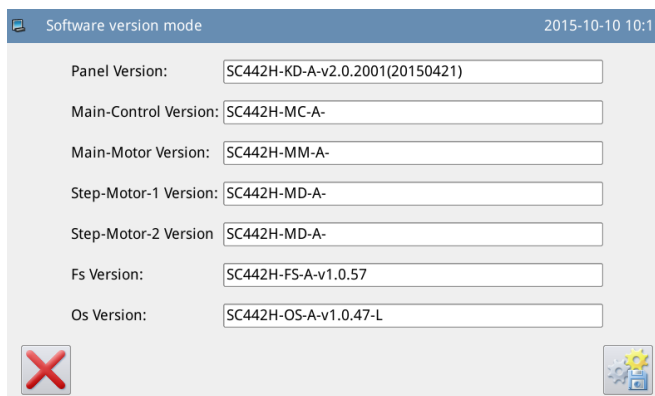 Software version mode 2015-10-10 10:1
Panel Version: SC442H-KD-A-v2.0.2001(20150421)
Main-Control Version: SC442H-MC-A-
Main-Motor Version: SC442H-MM-A-
Step-Motor-1 Version: SC442H-MD-A-
Step-Motor-2 Version SC442H-MD-A-
Fs Version: SC442H-FS-A-v1.0.57
Os Version: SC442H-OS-A-v1.0.47-L